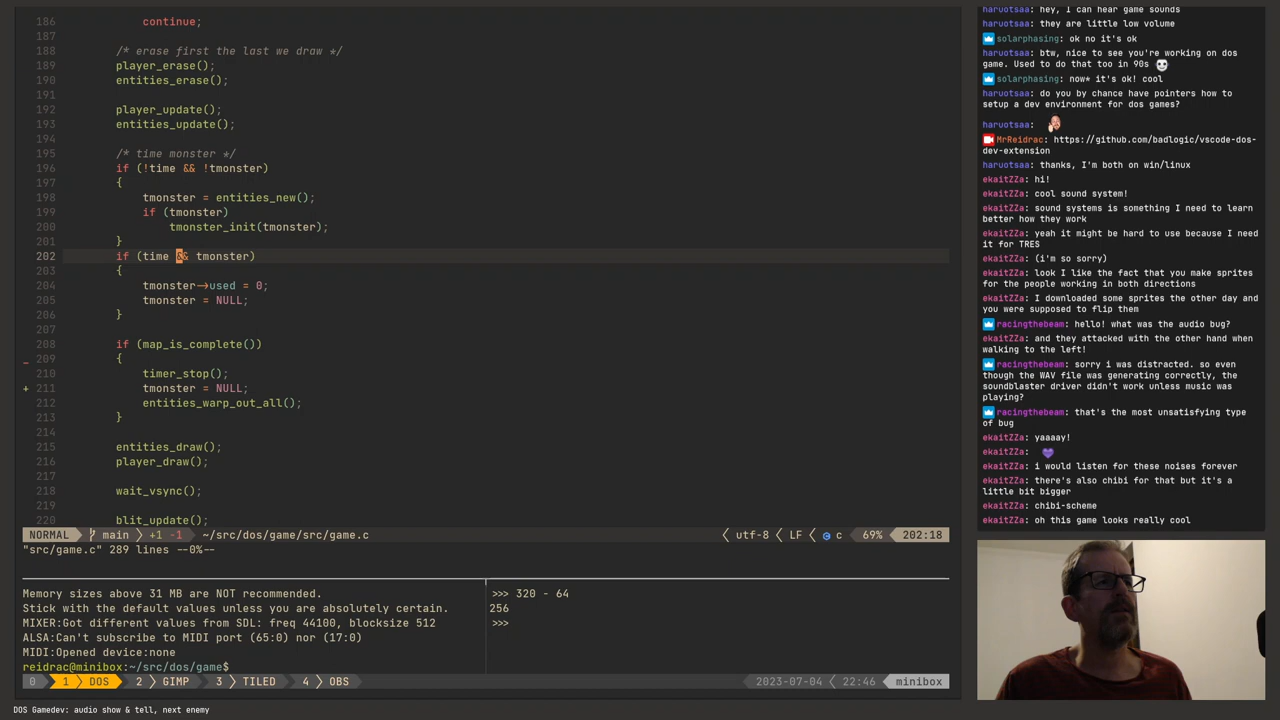 186 continue;
187
188 /* erase first the last we draw */
189 player_erase();
190 entities_erase();
191
192 player_update();
193 entities_update();
194
195 /* time monster */
196 if (!time && !tmonster)
197 {
198 tmonster = entities_new();
199 if (tmonster)
200 tmonster_init(tmonster);
201 }
202 if (time && tmonster)
203 {
204 tmonster->used = 0;
205 tmonster = NULL;
206 }
207
208 if (map_is_complete())
_ 209 {
210 timer_stop();
+ 211 tmonster = NULL;
212 entities_warp_out_all();
213 }
214
215 entities_draw();
216 player_draw();
217
218 wait_vsync();
219
220 blit_update();
NORMAL main +1 -1 ~/src/dos/game/src/game.c utf-8 LF c 69% 202:18
"src/game.c" 289 lines --0%--
Memory sizes above 31 MB are NOT recommended.
Stick with the default values unless you are absolutely certain.
MIXER:Got different values from SDL: freq 44100, blocksize 512
ALSA:Can't subscribe to MIDI port (65:0) nor (17:0)
MIDI:Opened device:none
reidrac@minibox:~/src/dos/game$
>>> 320 - 64
256
>>>
0 1 DOS 2 GIMP 3 TILED 4 OBS 2023-07-04 22:46 minibox
DOS Gamedev: audio show & tell, next enemy
haruotsaa: hey, I can hear game sounds
haruotsaa: they are little low volume
solarphasing: ok no it's ok
haruotsaa: btw, nice to see you're working on dos
game. Used to do that too in 90s
solarphasing: now* it's ok! cool
haruotsaa: do you by chance have pointers how to
setup a dev environment for dos games?
haruotsaa:
MrReidrac: https://github.com/badlogic/vscode-dos-
dev-extension
haruotsaa: thanks, I'm both on win/linux
ekaitZZa: hi!
ekaitZZa: cool sound system!
ekaitZZa: sound systems is something I need to learn
better how they work
ekaitZZa: yeah it might be hard to use because I need
it for TRES
ekaitZZa: (i'm so sorry)
ekaitZZa: look I like the fact that you make sprites
for the people working in both directions
ekaitZZa: I downloaded some sprites the other day and
you were supposed to flip them
racingthebeam: hello! what was the audio bug?
ekaitZZa: and they attacked with the other hand when
walking to the left!
racingthebeam: sorry i was distracted. so even
though the WAV file was generating correctly, the
soundblaster driver didn't work unless music was
playing?
racingthebeam: that's the most unsatisfying type
of bug
ekaitZZa: yaaaay!
ekaitZZa:
ekaitZZa: i would listen for these noises forever
ekaitZZa: there's also chibi for that but it's a
little bit bigger
ekaitZZa: chibi-scheme
ekaitZZa: oh this game looks really cool